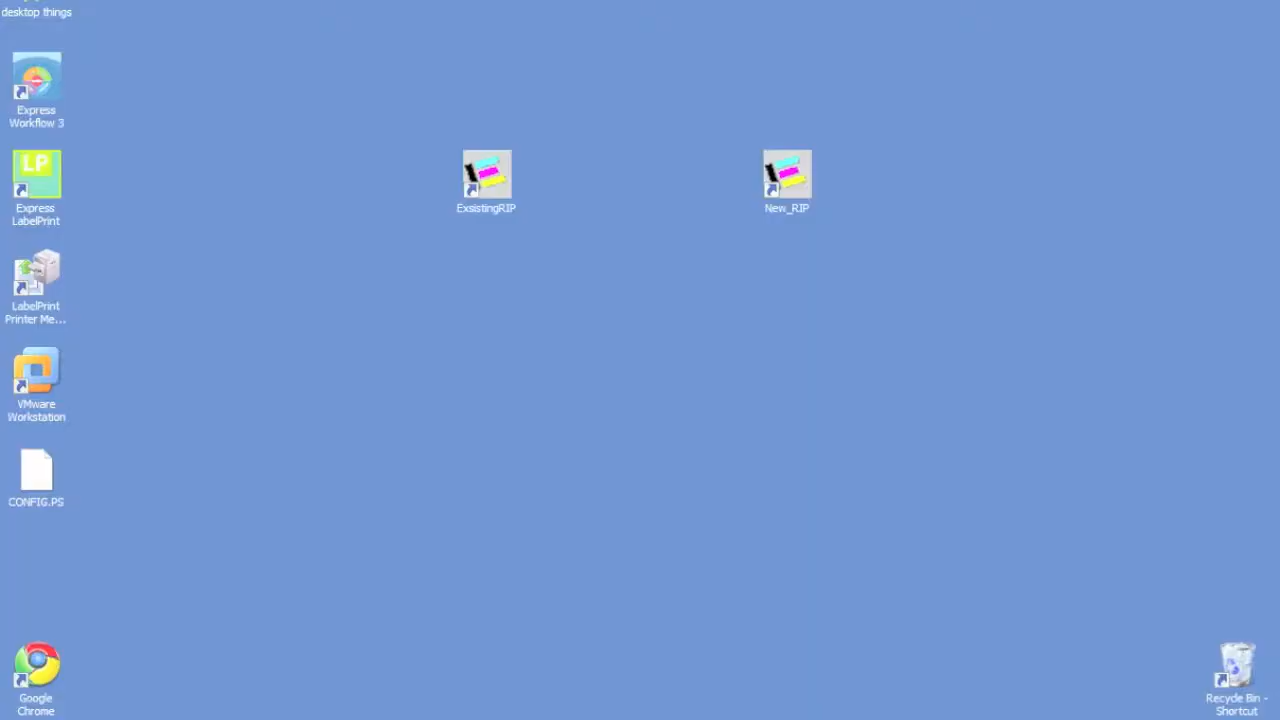 desktop things
Express
Workflow 3
LP
Express
LabelPrint
LabelPrint
Printer Me...
VMware
Workstation
CONFIG.PS
Google
Chrome
ExsistingRIP
New_RIP
Recycle Bin -
Shortcut